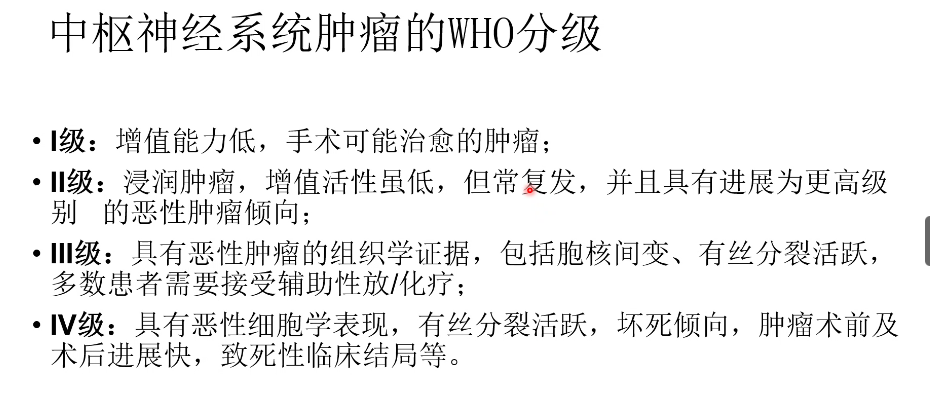 中枢神经系统肿瘤的WHO分级
• I级：增值能力低，手术可能治愈的肿瘤；
• II级：浸润肿瘤，增值活性虽低，但常复发，并且具有进展为更高级
别 的恶性肿瘤倾向；
• III级：具有恶性肿瘤的组织学证据，包括胞核间变、有丝分裂活跃，
多数患者需要接受辅助性放/化疗；
• IV级：具有恶性细胞学表现，有丝分裂活跃，坏死倾向，肿瘤术前及
术后进展快，致死性临床结局等。